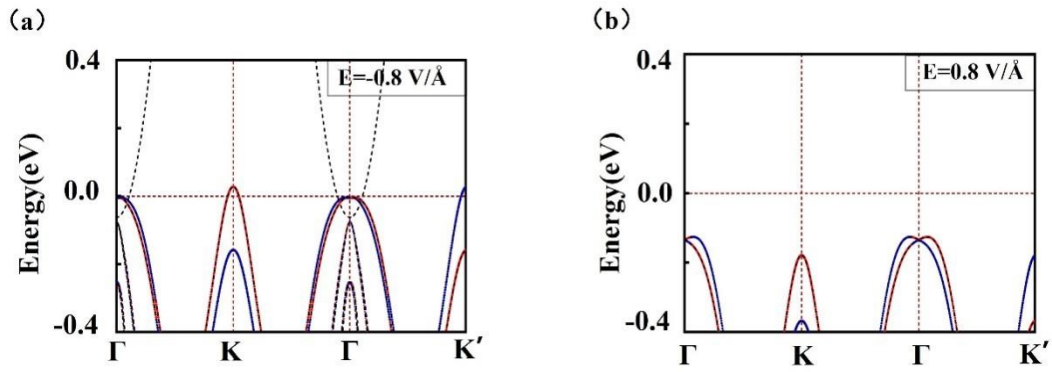 (a)
E=-0.8 V/Å
Energy(eV)
0.4
0.0
-0.4
Γ
K
Γ
K′
(b)
E=0.8 V/Å
Energy(eV)
0.4
0.0
-0.4
Γ
K
Γ
K′